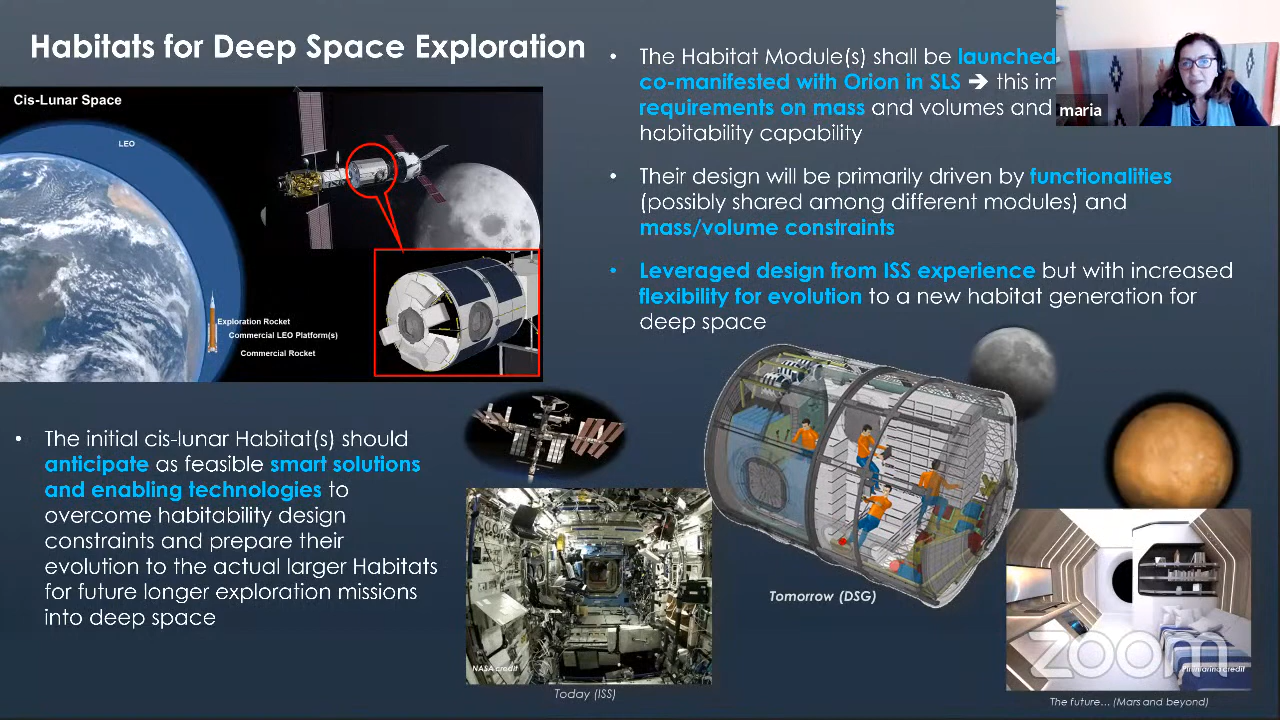 Habitats for Deep Space Exploration
Cis-Lunar Space
LEO
Exploration Rocket
Commercial LEO Platform(s)
Commercial Rocket
• The Habitat Module(s) shall be launched
co-manifested with Orion in SLS ➔ this
requirements on mass and volumes and
habitability capability
• Their design will be primarily driven by functionalities
(possibly shared among different modules) and
mass/volume constraints
• Leveraged design from ISS experience but with increased
flexibility for evolution to a new habitat generation for
deep space
maria
• The initial cis-lunar Habitat(s) should
anticipate as feasible smart solutions
and enabling technologies to
overcome habitability design
constraints and prepare their
evolution to the actual larger Habitats
for future longer exploration missions
into deep space
NASA credit
Today (ISS)
Tomorrow (DSG)
zoom
credit
The future... (Mars and beyond)